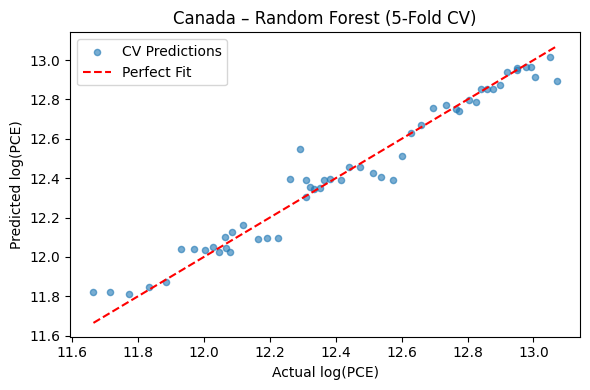 Canada – Random Forest (5-Fold CV)
CV Predictions
Perfect Fit
Predicted log(PCE)
13.0
12.8
12.6
12.4
12.2
12.0
11.8
11.6
11.6 11.8 12.0 12.2 12.4 12.6 12.8 13.0
Actual log(PCE)